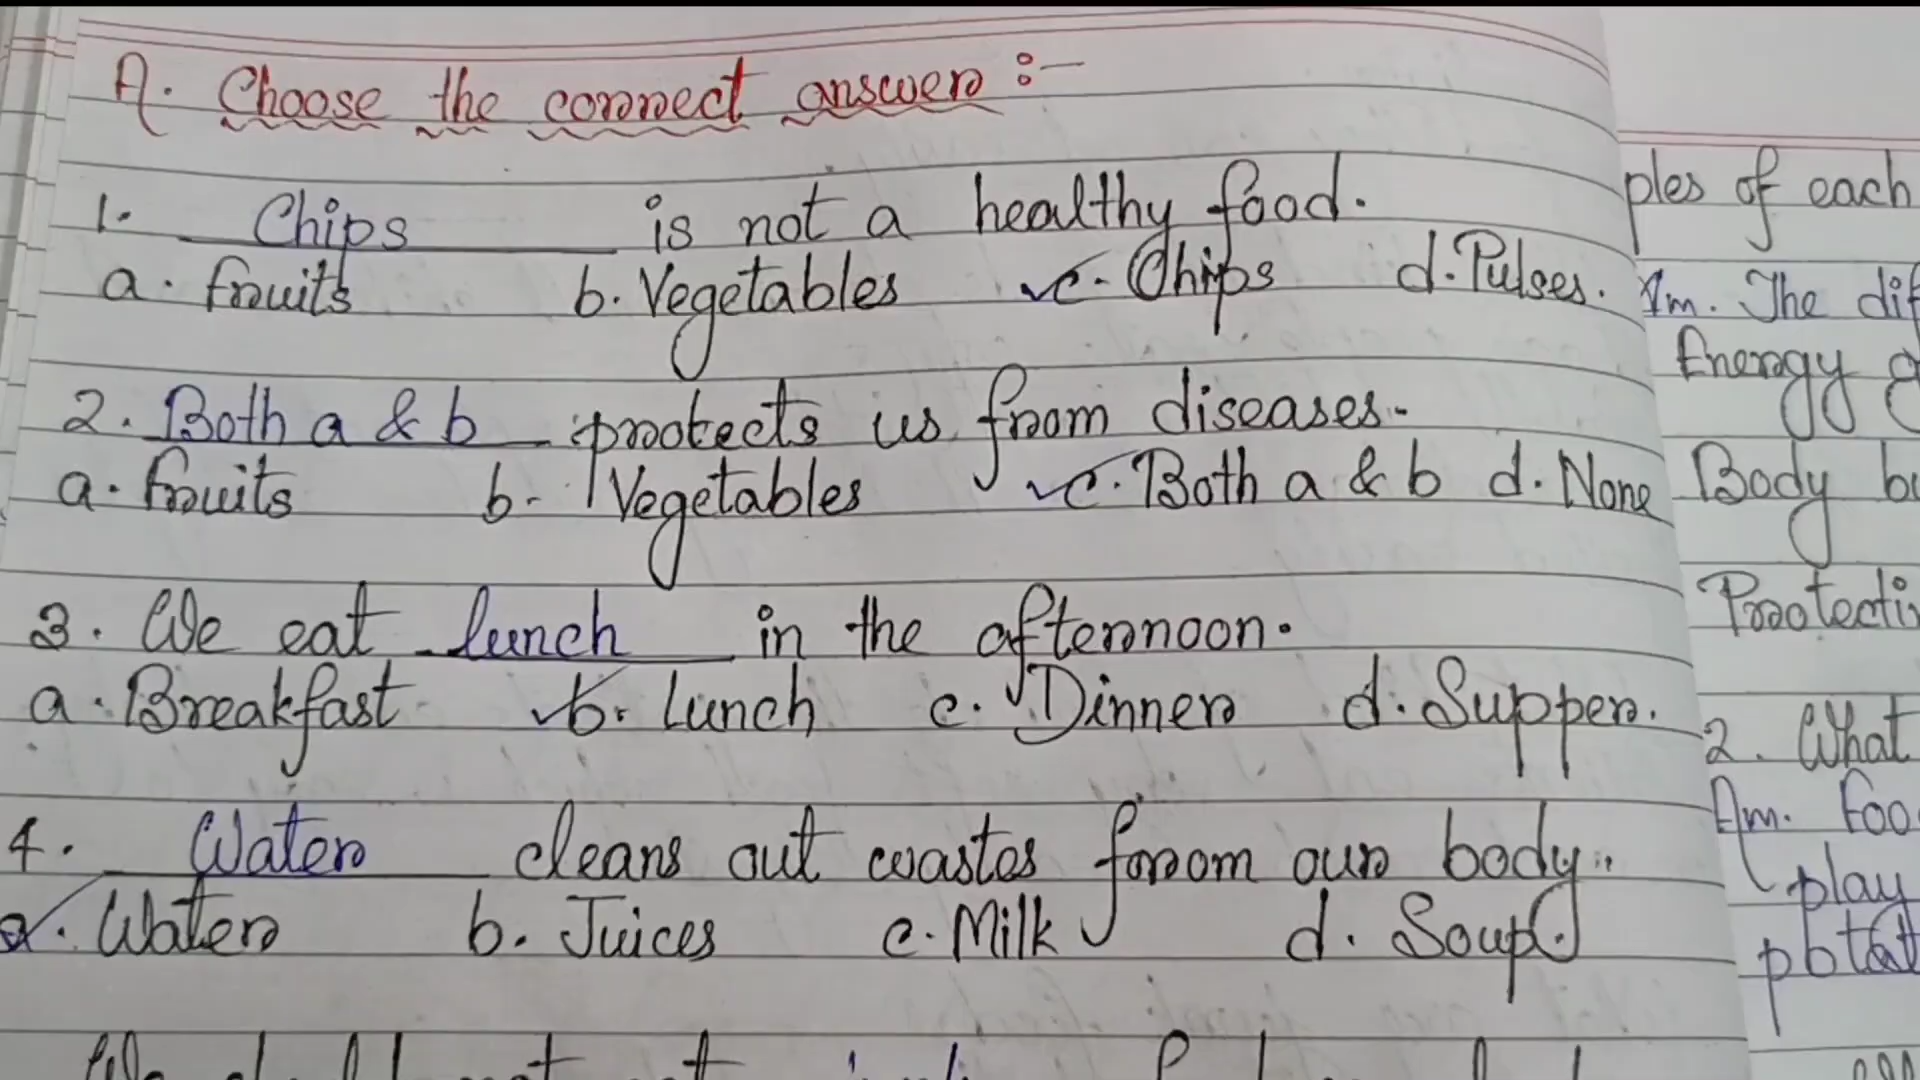 A. Choose the correct answer :-
1. Chips is not a healthy food.
a. fruits b. Vegetables c. Chips d. Pulses.
2. Both a & b protects us from diseases.
a. fruits b. Vegetables c. Both a & b d. None
3. We eat lunch in the afternoon.
a. Breakfast b. Lunch c. Dinner d. Supper.
4. Water cleans out wastes from our body.
a. Water b. Juices c. Milk d. Soup.
ples of each
The dif
Energy
Body bu
Protecti
2. What
Foo
play
potat